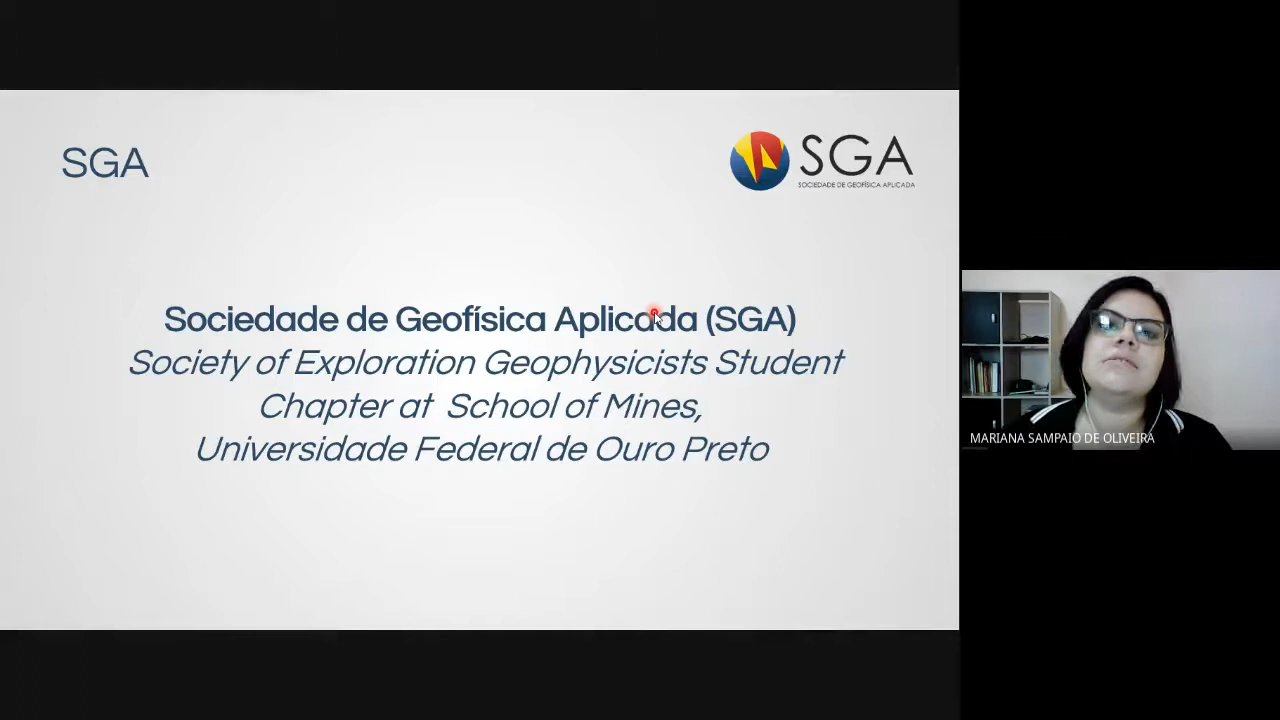 SGA
SGA
SOCIEDADE DE GEOFÍSICA APLICADA
Sociedade de Geofísica Aplicada (SGA)
Society of Exploration Geophysicists Student
Chapter at School of Mines,
Universidade Federal de Ouro Preto
MARIANA SAMPAIO DE OLIVEIRA